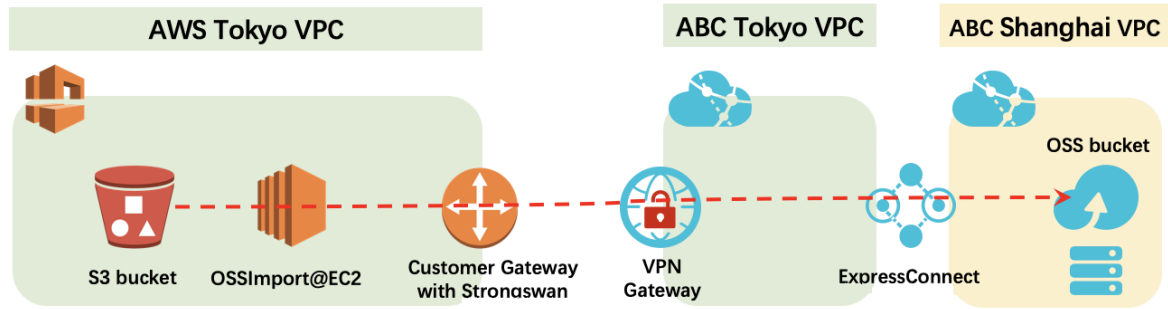 AWS Tokyo VPC
ABC Tokyo VPC
ABC Shanghai VPC
OSS bucket
S3 bucket
OSSImport@EC2
Customer Gateway
with Strongswan
VPN
Gateway
ExpressConnect